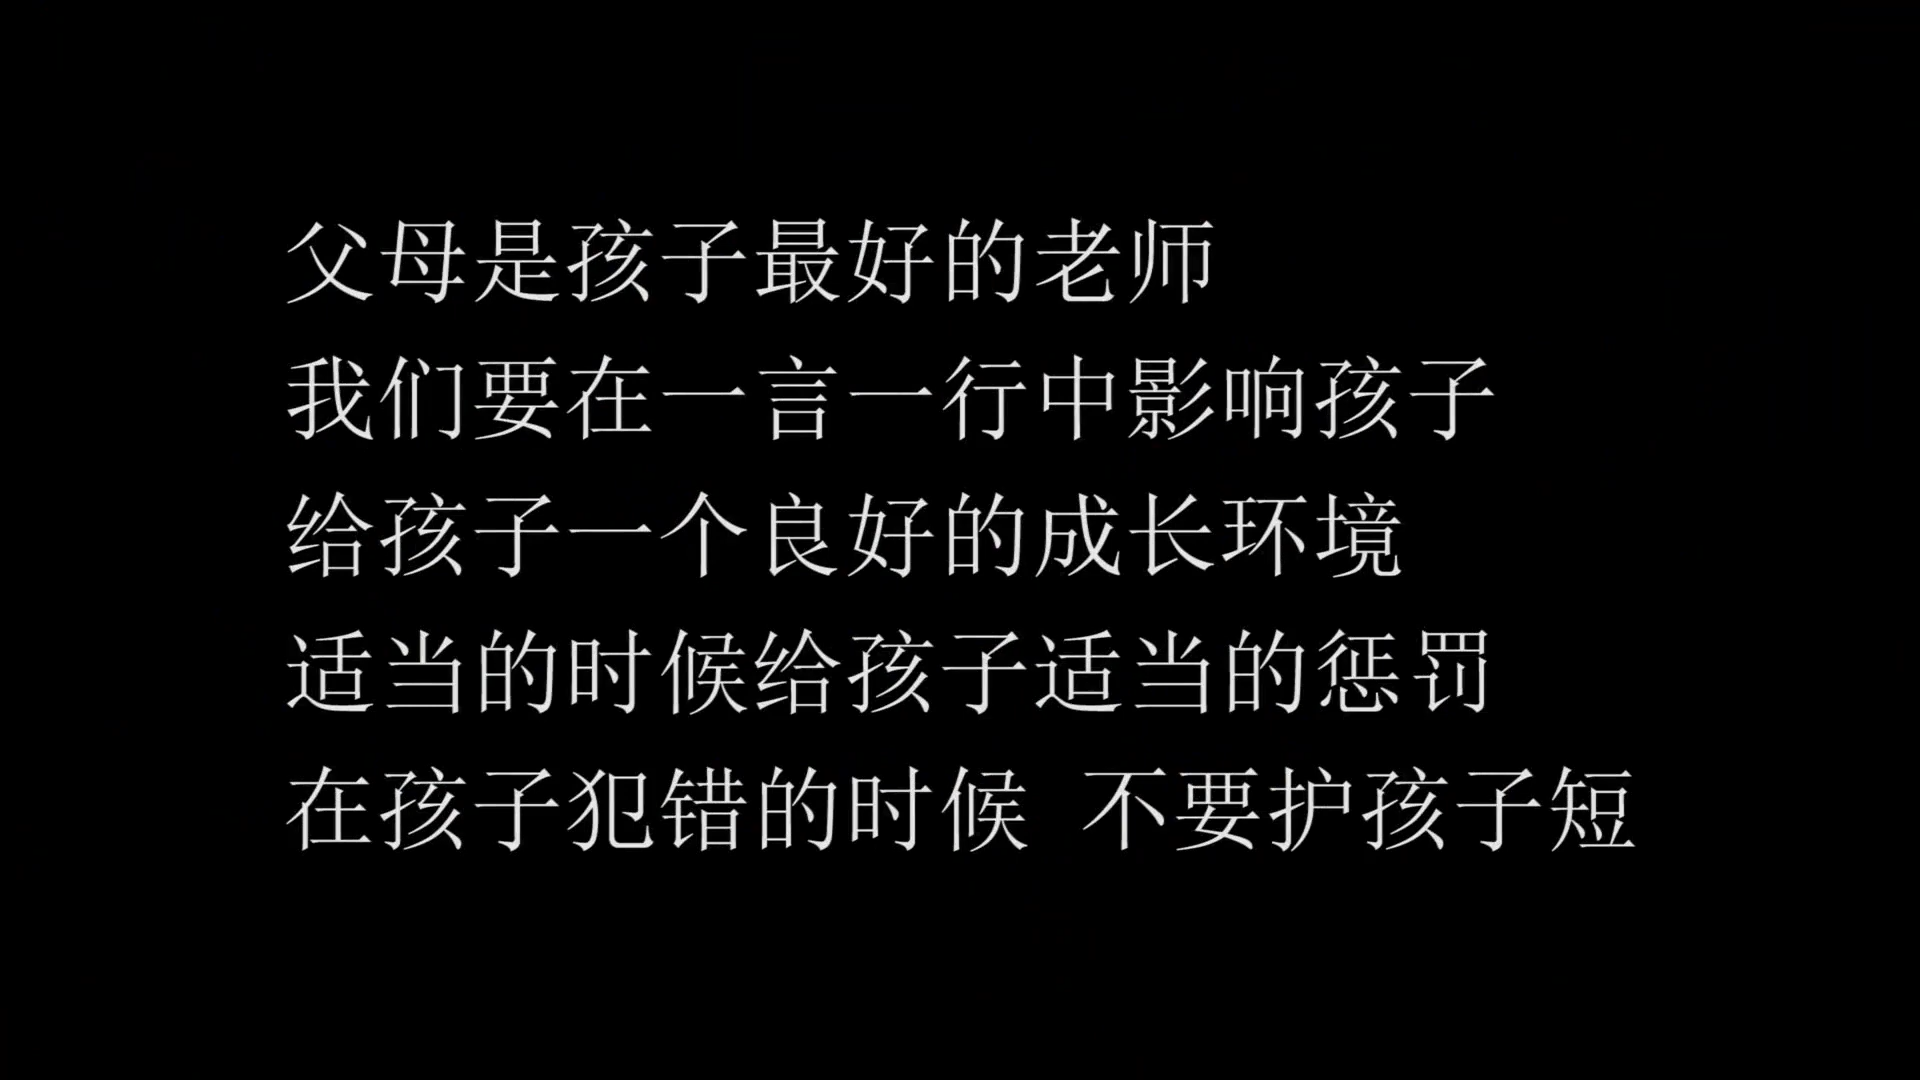 父母是孩子最好的老师
我们要在一言一行中影响孩子
给孩子一个良好的成长环境
适当的时候给孩子适当的惩罚
在孩子犯错的时候 不要护孩子短